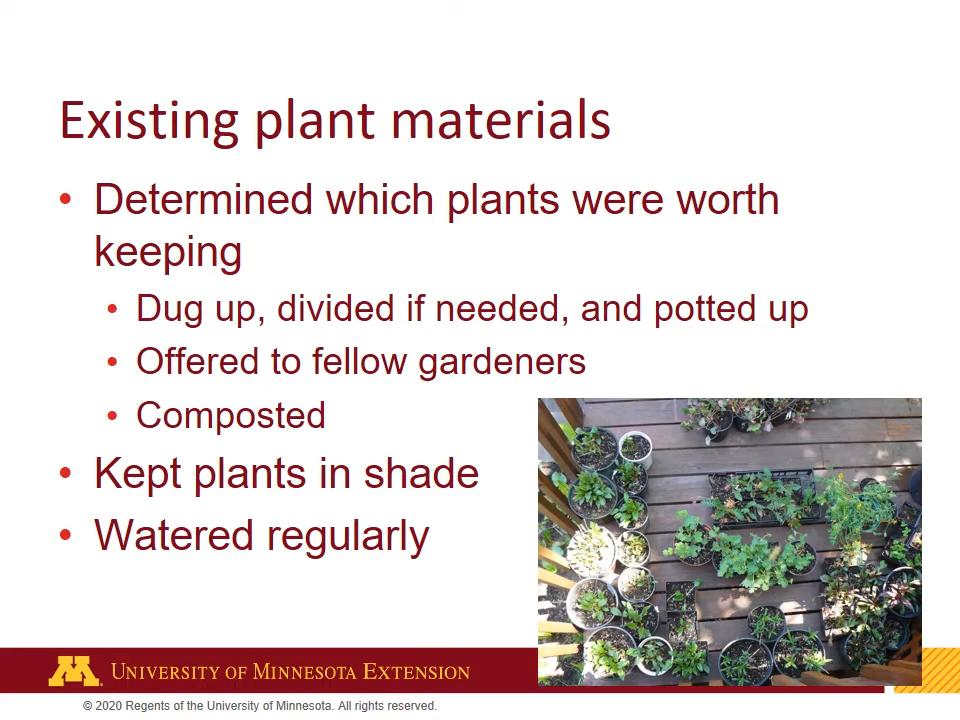 Existing plant materials
• Determined which plants were worth
keeping
• Dug up, divided if needed, and potted up
• Offered to fellow gardeners
• Composted
• Kept plants in shade
• Watered regularly
M University of Minnesota Extension
© 2020 Regents of the University of Minnesota. All rights reserved.